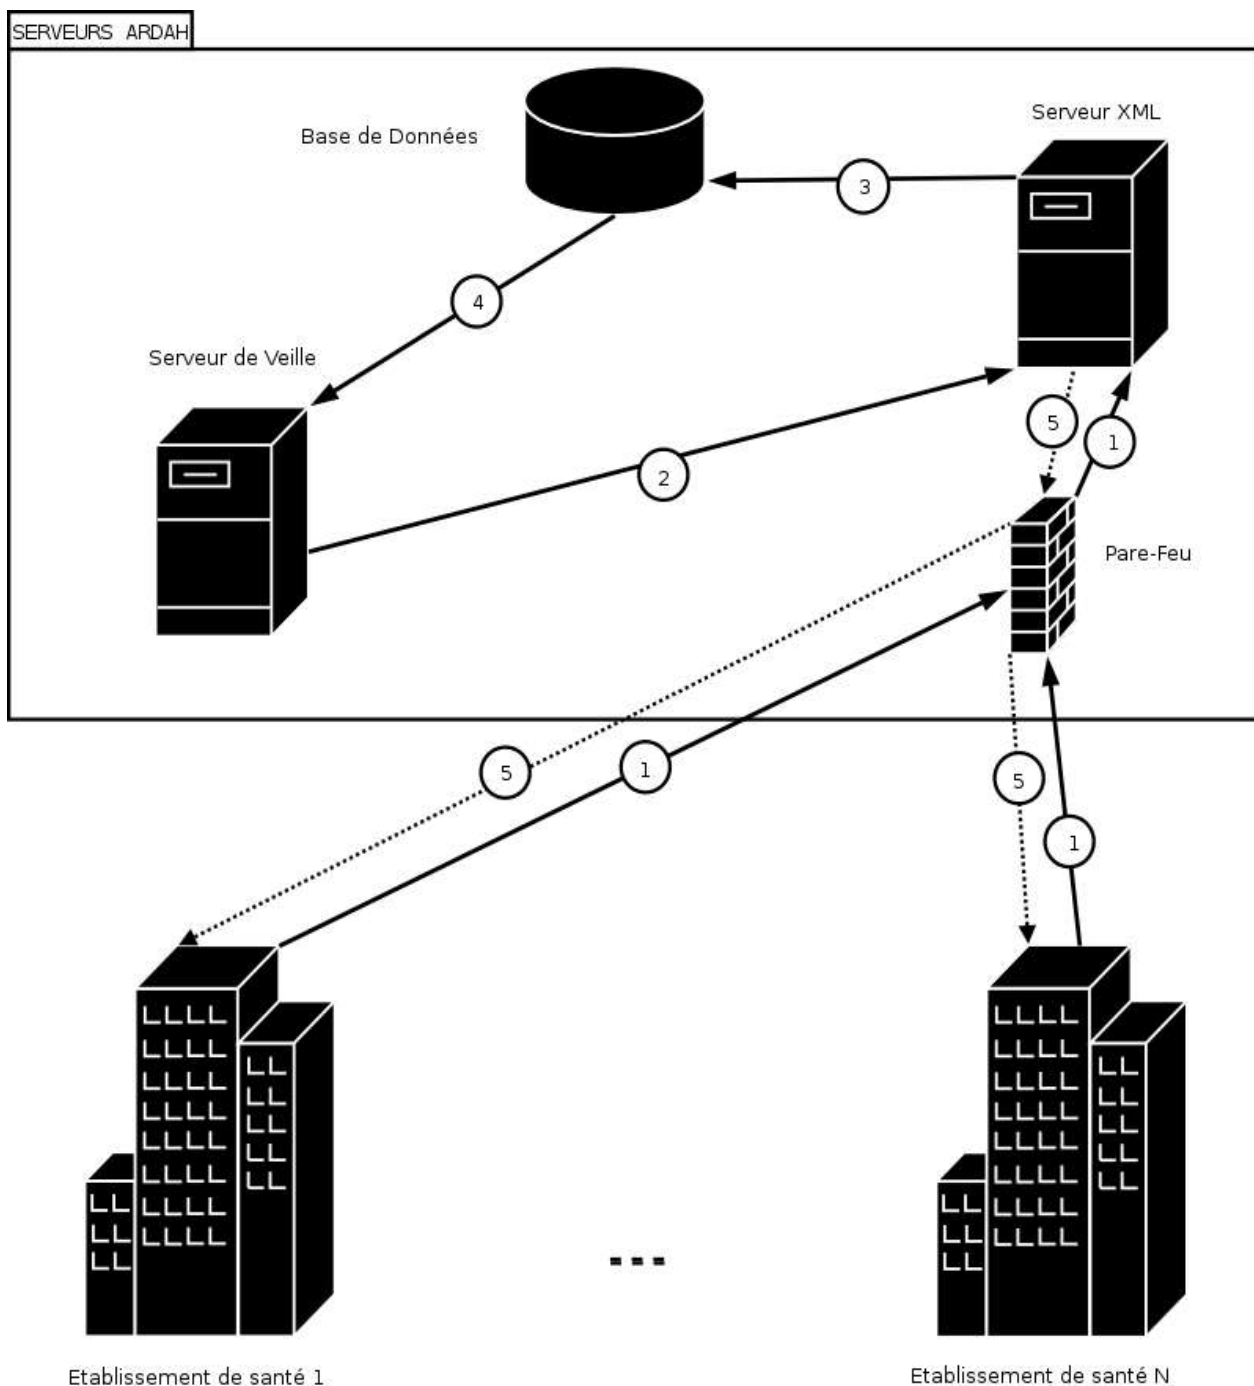 SERVEURS ARDAH
Serveur XML
Base de Données
3
4
Serveur de Veille
5
1
2
Pare-Feu
5
1
5
1
Etablissement de santé 1
Etablissement de santé N